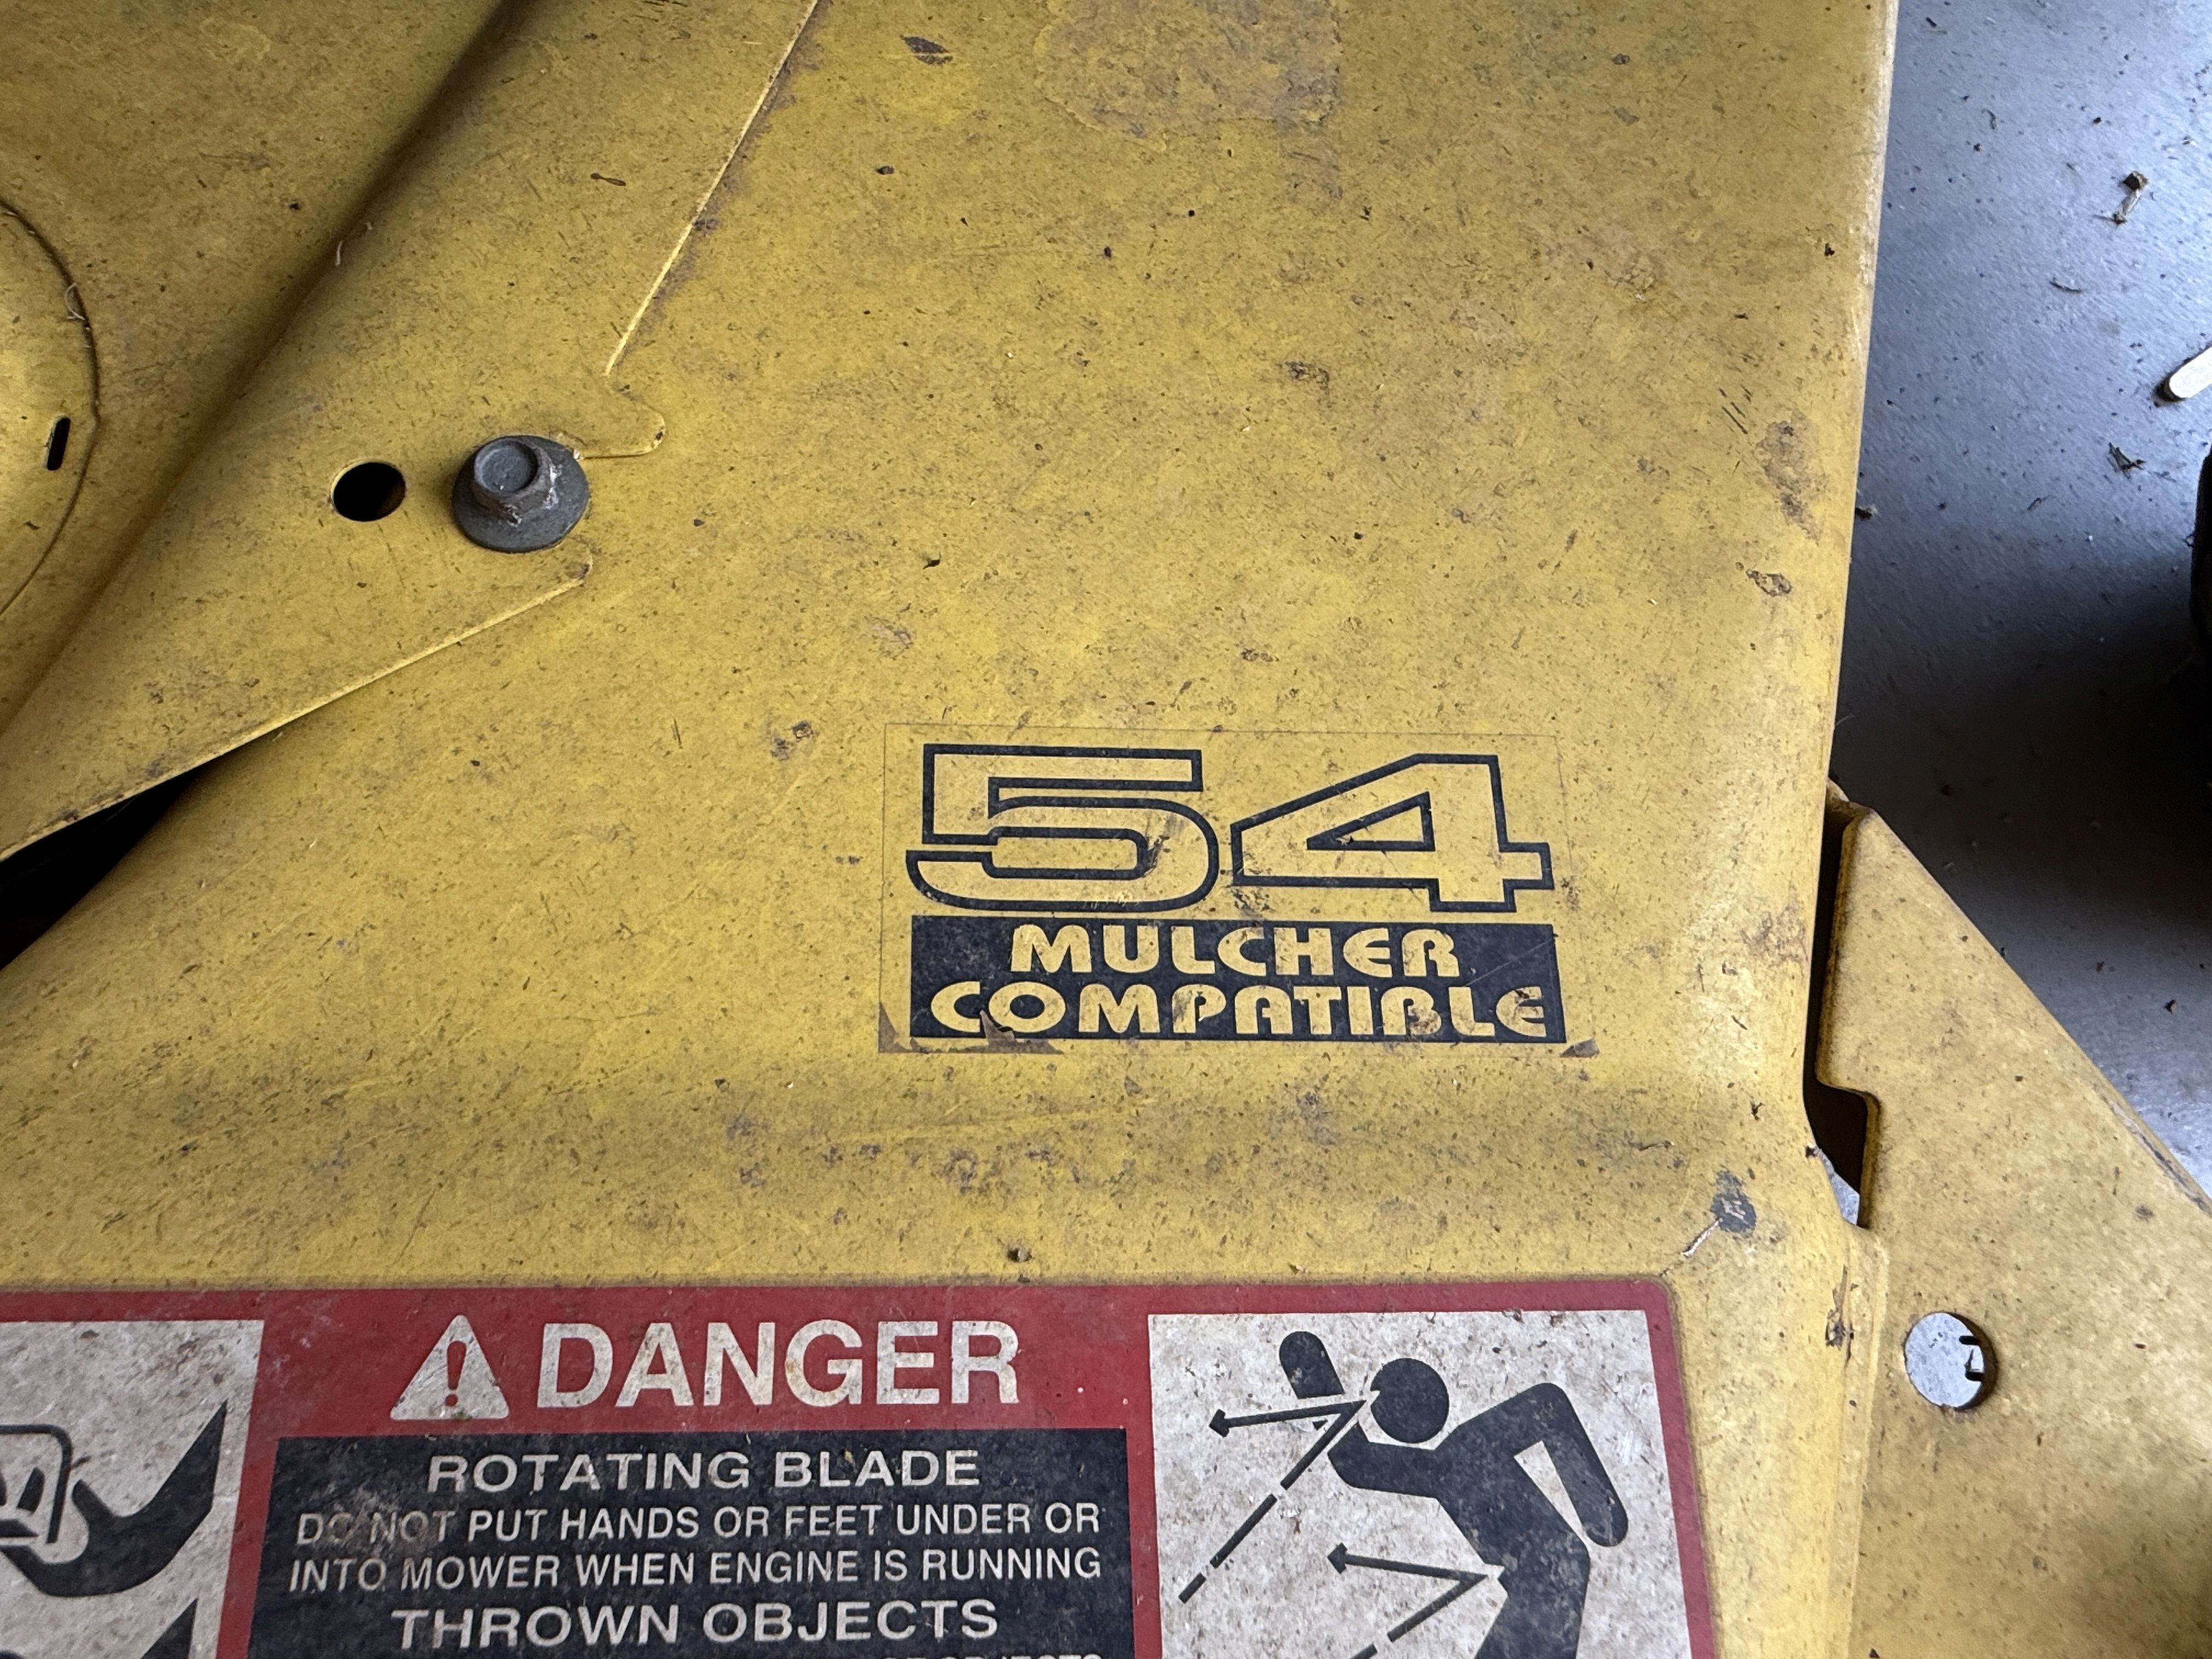 54
MULCHER
COMPATIBLE
DANGER
ROTATING BLADE
DO NOT PUT HANDS OR FEET UNDER OR
INTO MOWER WHEN ENGINE IS RUNNING
THROWN OBJECTS